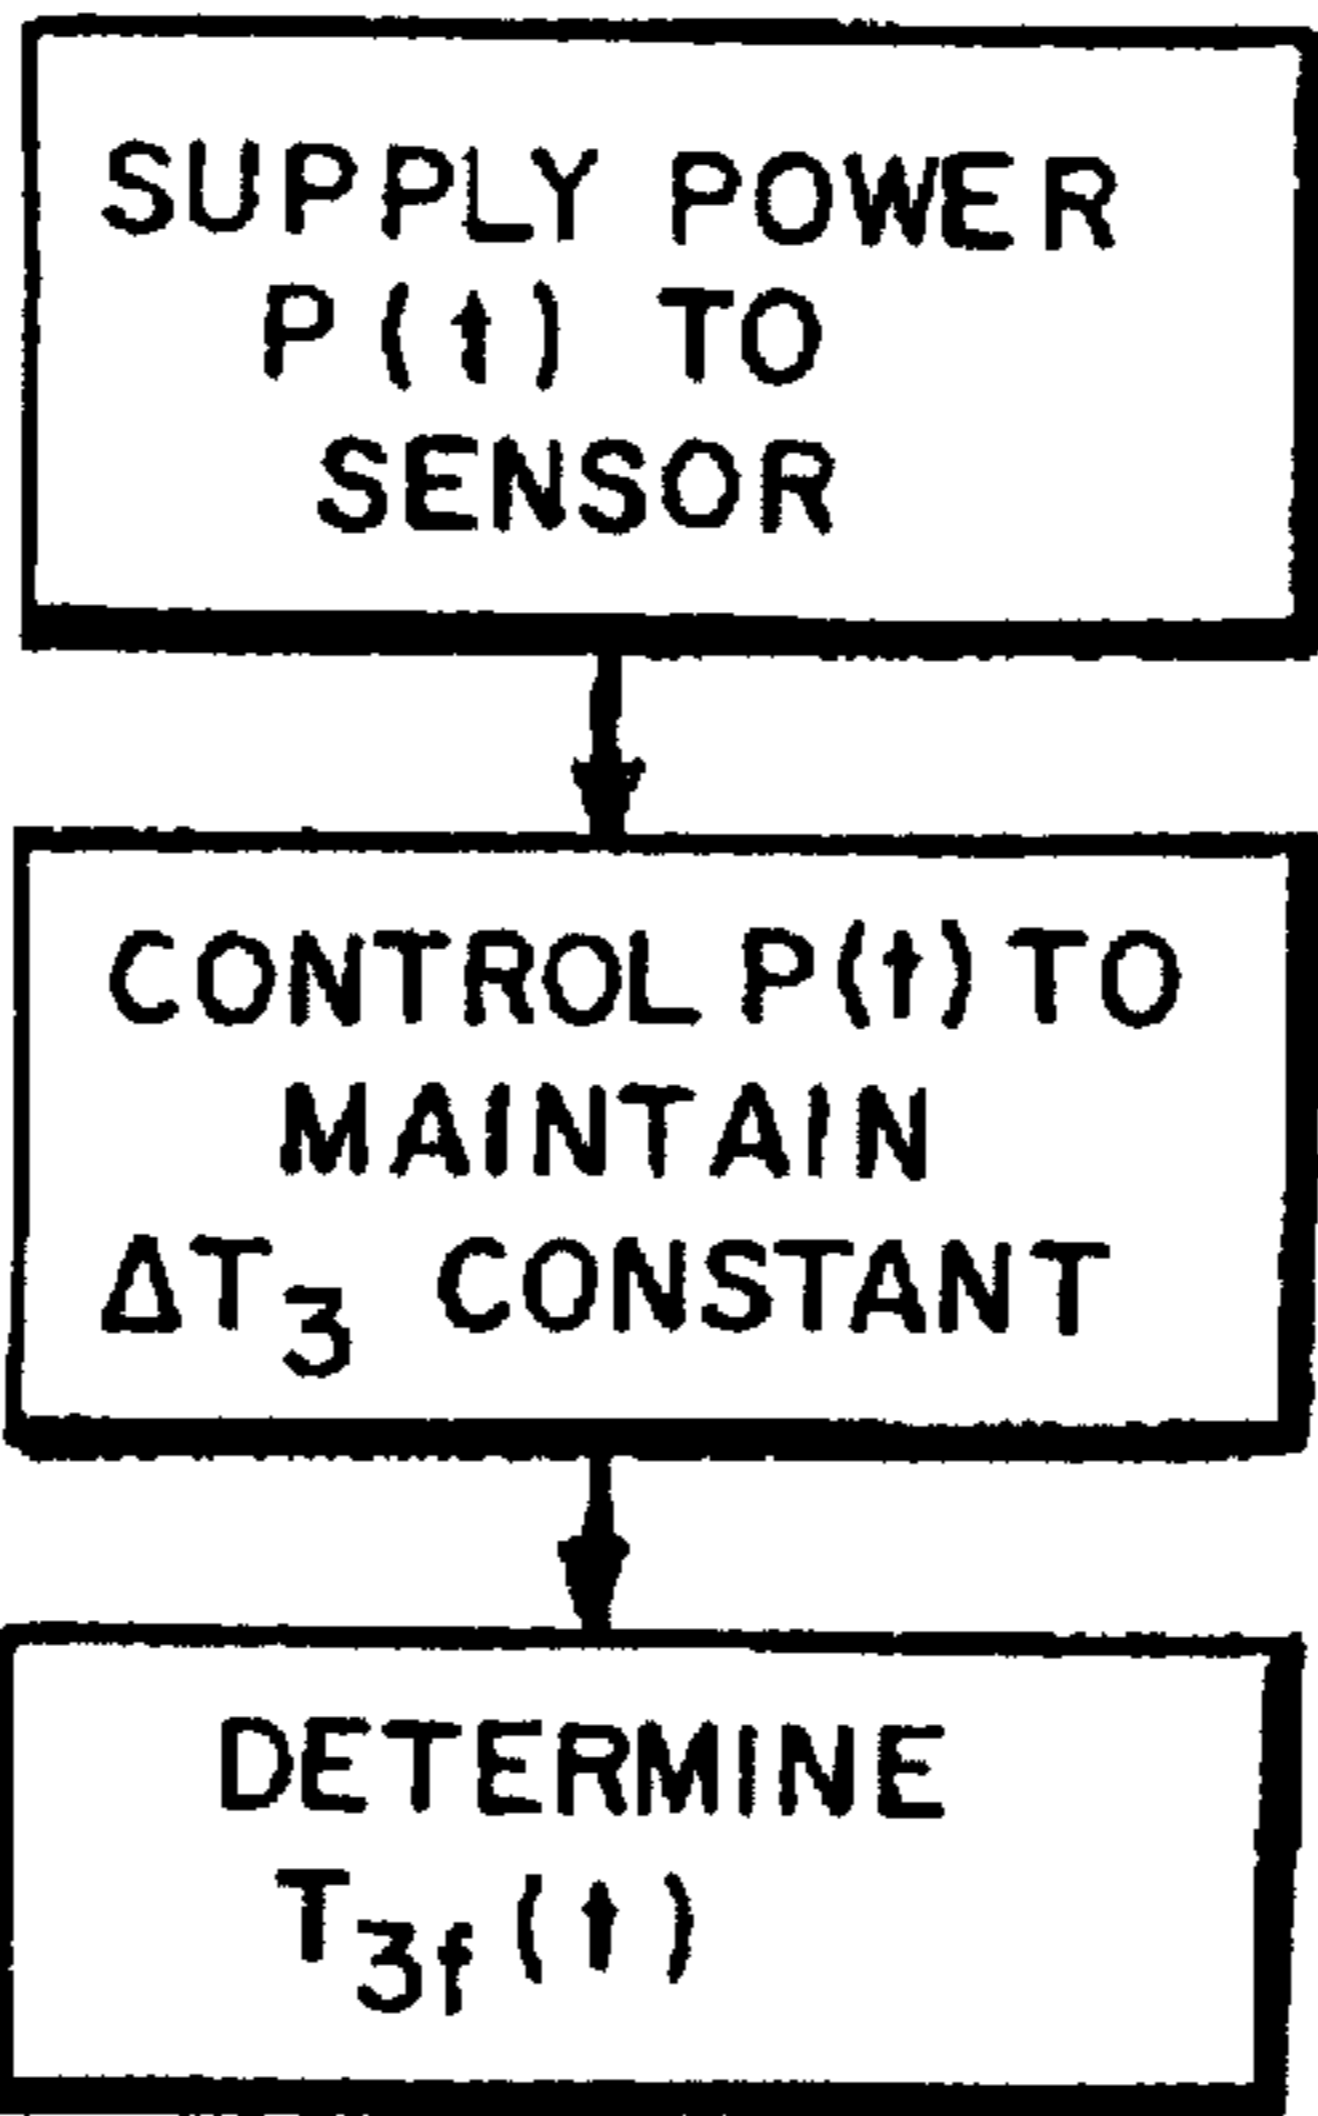 SUPPLY POWER
P(t) TO
SENSOR
CONTROL P(t) TO
MAINTAIN
ΔT₃ CONSTANT
DETERMINE
T₃f(t)